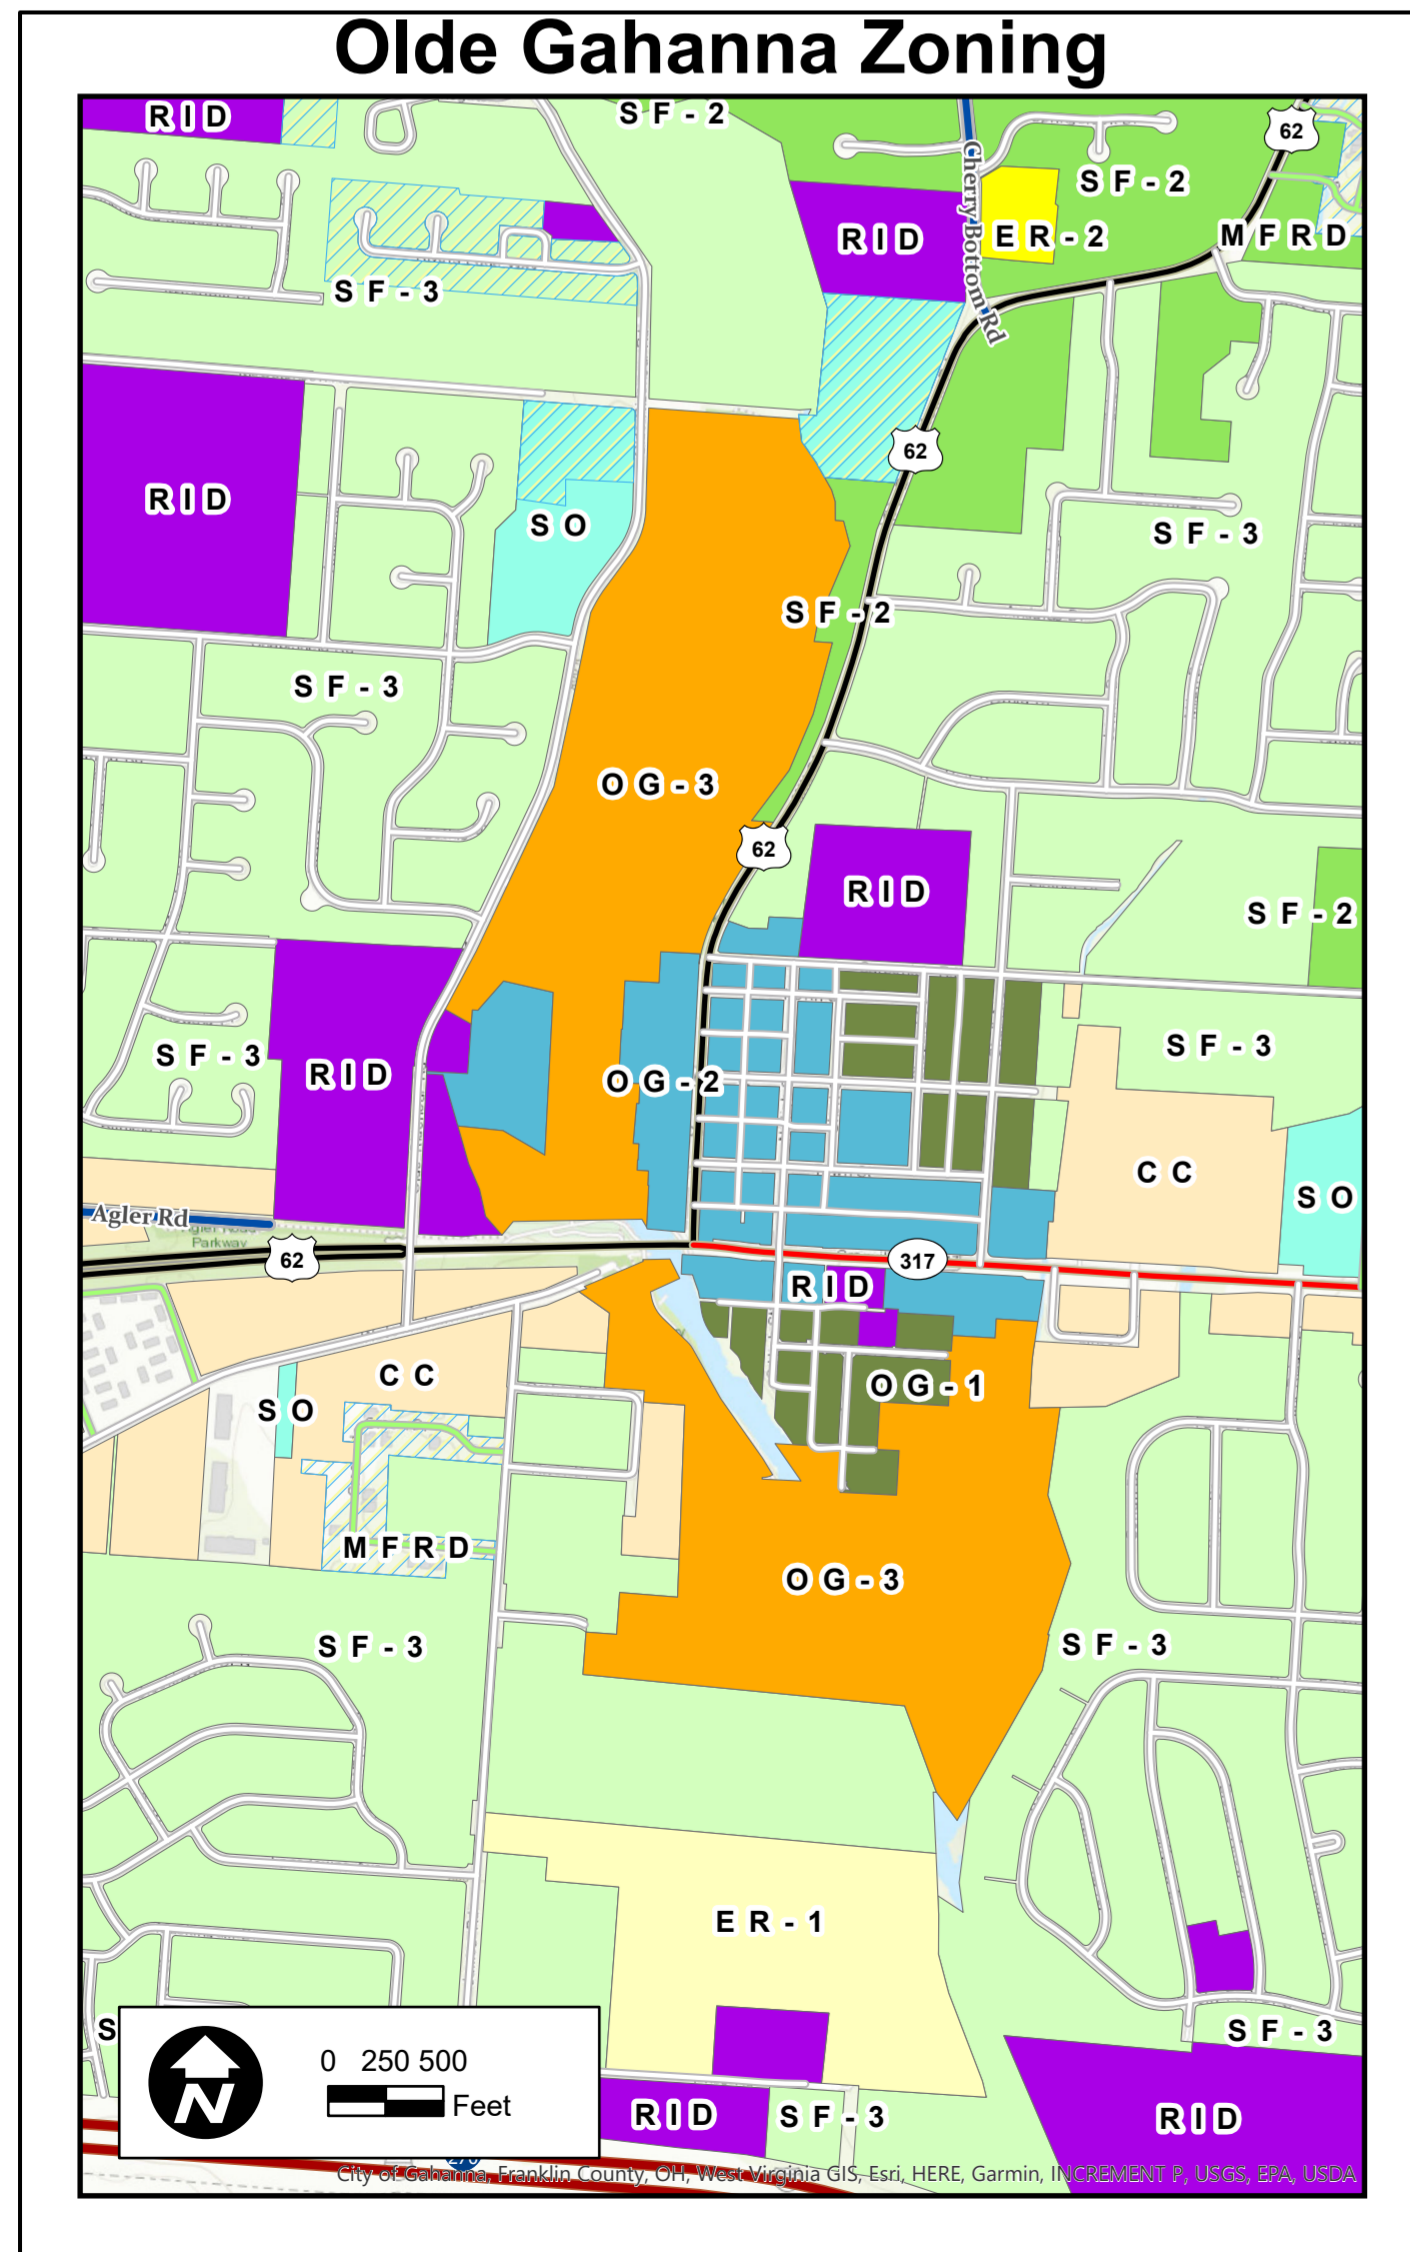 Olde Gahanna Zoning
RID
SF-2
62
Cherry Bottom Rd
SF-2
RID
ER-2
MFRD
SF-3
62
RID
SO
SF-3
SF-2
SF-3
OG-3
62
RID
SF-2
SF-3
SF-3
RID
OG-2
CC
SO
Agler Rd
Parkway
62
317
RID
CC
OG-1
SO
MFRD
OG-3
SF-3
SF-3
ER-1
S
SF-3
0 250 500
Feet
N
RID
SF-3
RID
270
City of Gahanna, Franklin County, OH, West Virginia GIS, Esri, HERE, Garmin, INCREMENT P, USGS, EPA, USDA